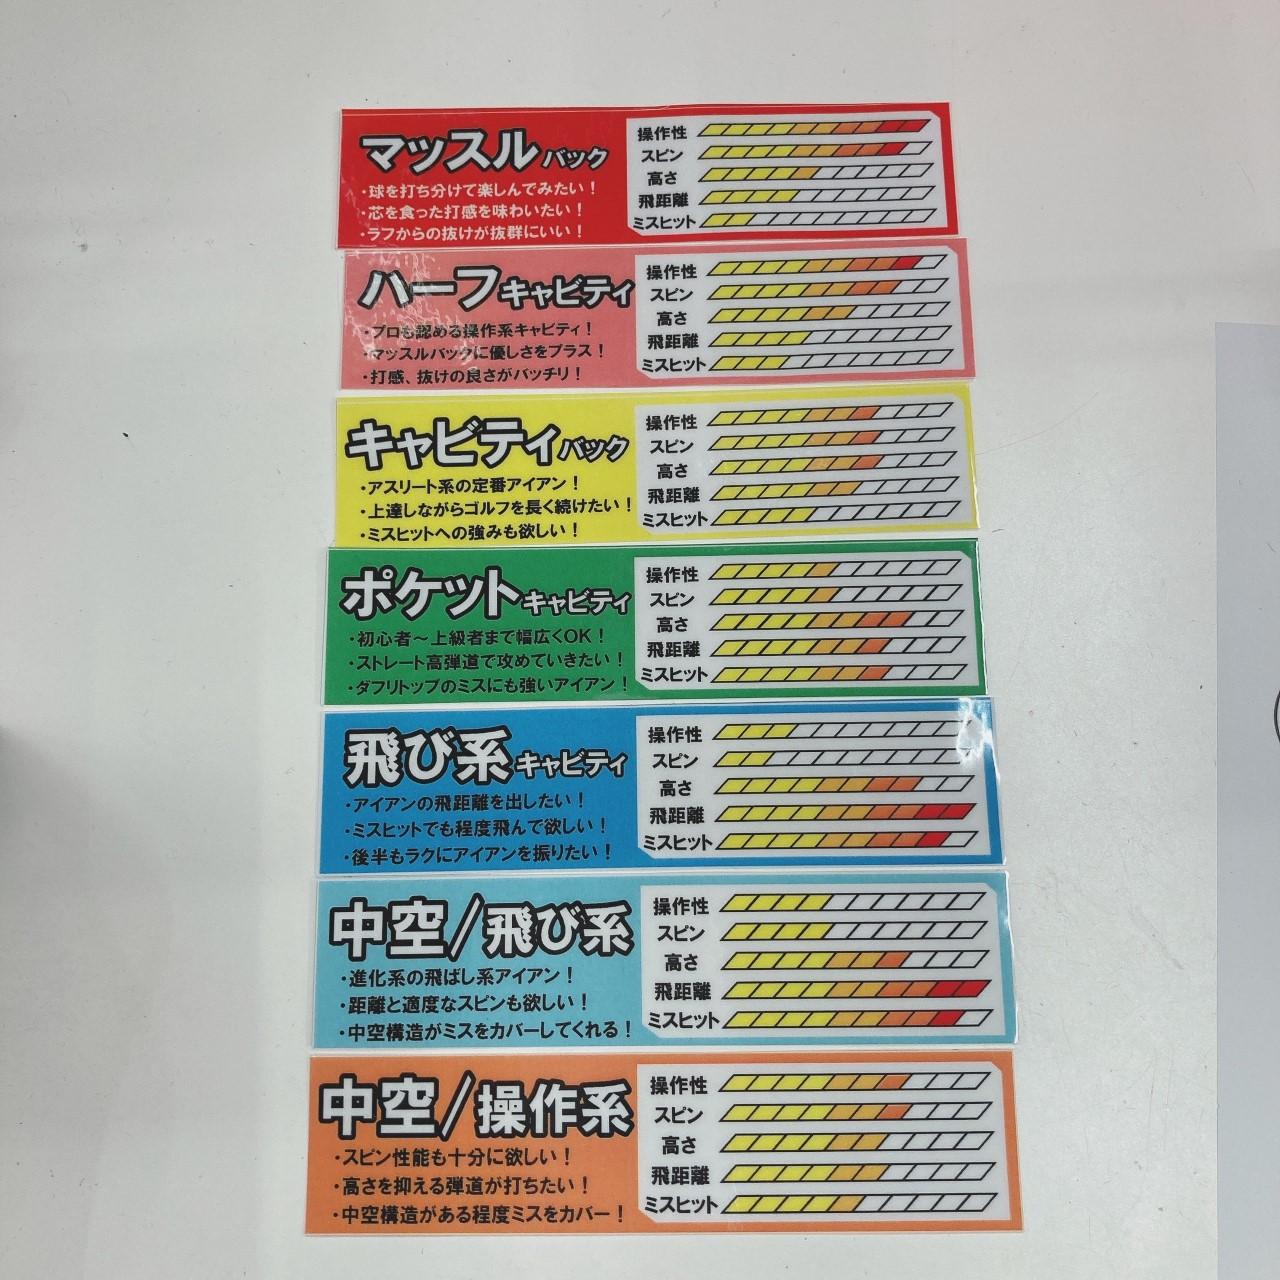 マッスルバック
・球を打ち分けて楽しんでみたい！
・芯を食った打感を味わいたい！
・ラフからの抜けが抜群にいい！
操作性
スピン
高さ
飛距離
ミスヒット
ハーフキャビティ
・プロも認める操作系キャビティ！
・マッスルバックに優しさをプラス！
・打感、抜けの良さがバッチリ！
操作性
スピン
高さ
飛距離
ミスヒット
キャビティバック
・アスリート系の定番アイアン！
・上達しながらゴルフを長く続けたい！
・ミスヒットへの強みも欲しい！
操作性
スピン
高さ
飛距離
ミスヒット
ポケットキャビティ
・初心者～上級者まで幅広くOK！
・ストレート高弾道で攻めていきたい！
・ダフリトップのミスにも強いアイアン！
操作性
スピン
高さ
飛距離
ミスヒット
飛び系キャビティ
・アイアンの飛距離を出したい！
・ミスヒットでも程度飛んで欲しい！
・後半もラクにアイアンを振りたい！
操作性
スピン
高さ
飛距離
ミスヒット
中空/飛び系
・進化系の飛ばし系アイアン！
・距離と適度なスピンも欲しい！
・中空構造がミスをカバーしてくれる！
操作性
スピン
高さ
飛距離
ミスヒット
中空/操作系
・スピン性能も十分に欲しい！
・高さを抑える弾道が打ちたい！
・中空構造がある程度ミスをカバー！
操作性
スピン
高さ
飛距離
ミスヒット